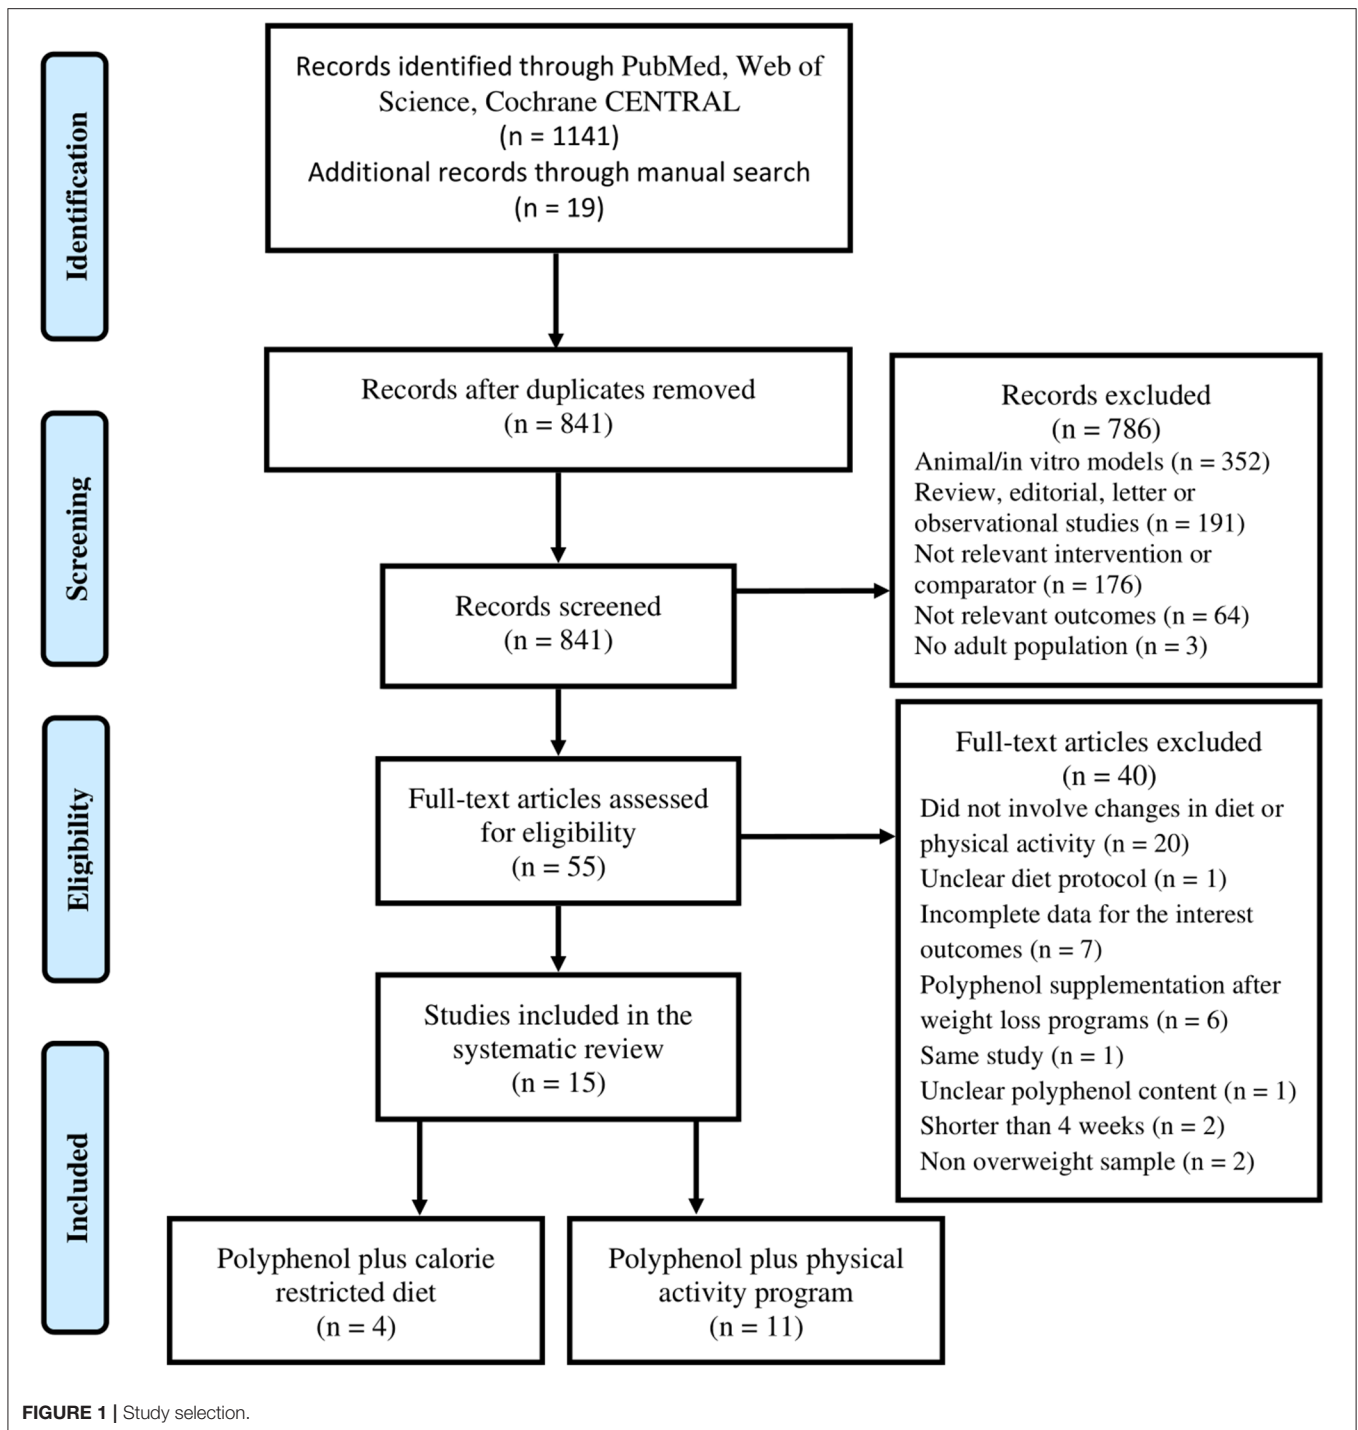 Identification
Records identified through PubMed, Web of
Science, Cochrane CENTRAL
(n = 1141)
Additional records through manual search
(n = 19)
Records after duplicates removed
(n = 841)
Screening
Records screened
(n = 841)
Records excluded
(n = 786)
Animal/in vitro models (n = 352)
Review, editorial, letter or
observational studies (n = 191)
Not relevant intervention or
comparator (n = 176)
Not relevant outcomes (n = 64)
No adult population (n = 3)
Eligibility
Full-text articles assessed
for eligibility
(n = 55)
Full-text articles excluded
(n = 40)
Did not involve changes in diet or
physical activity (n = 20)
Unclear diet protocol (n = 1)
Incomplete data for the interest
outcomes (n = 7)
Polyphenol supplementation after
weight loss programs (n = 6)
Same study (n = 1)
Unclear polyphenol content (n = 1)
Shorter than 4 weeks (n = 2)
Non overweight sample (n = 2)
Included
Studies included in the
systematic review
(n = 15)
Polyphenol plus calorie
restricted diet
(n = 4)
Polyphenol plus physical
activity program
(n = 11)
FIGURE 1 | Study selection.